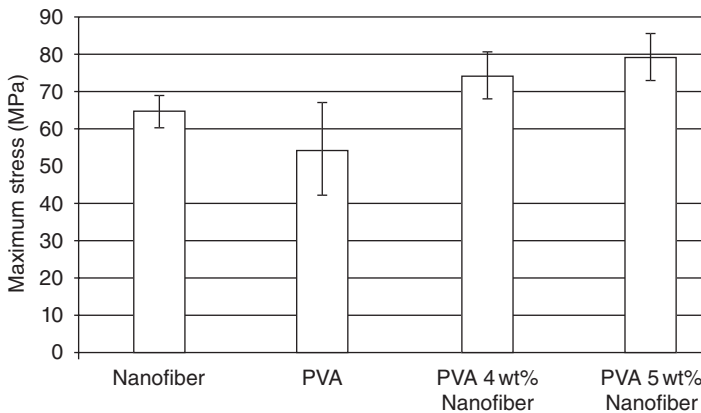 90
80
70
60
50
40
30
20
10
0
Maximum stress (MPa)
Nanofiber
PVA
PVA 4 wt%
Nanofiber
PVA 5 wt%
Nanofiber